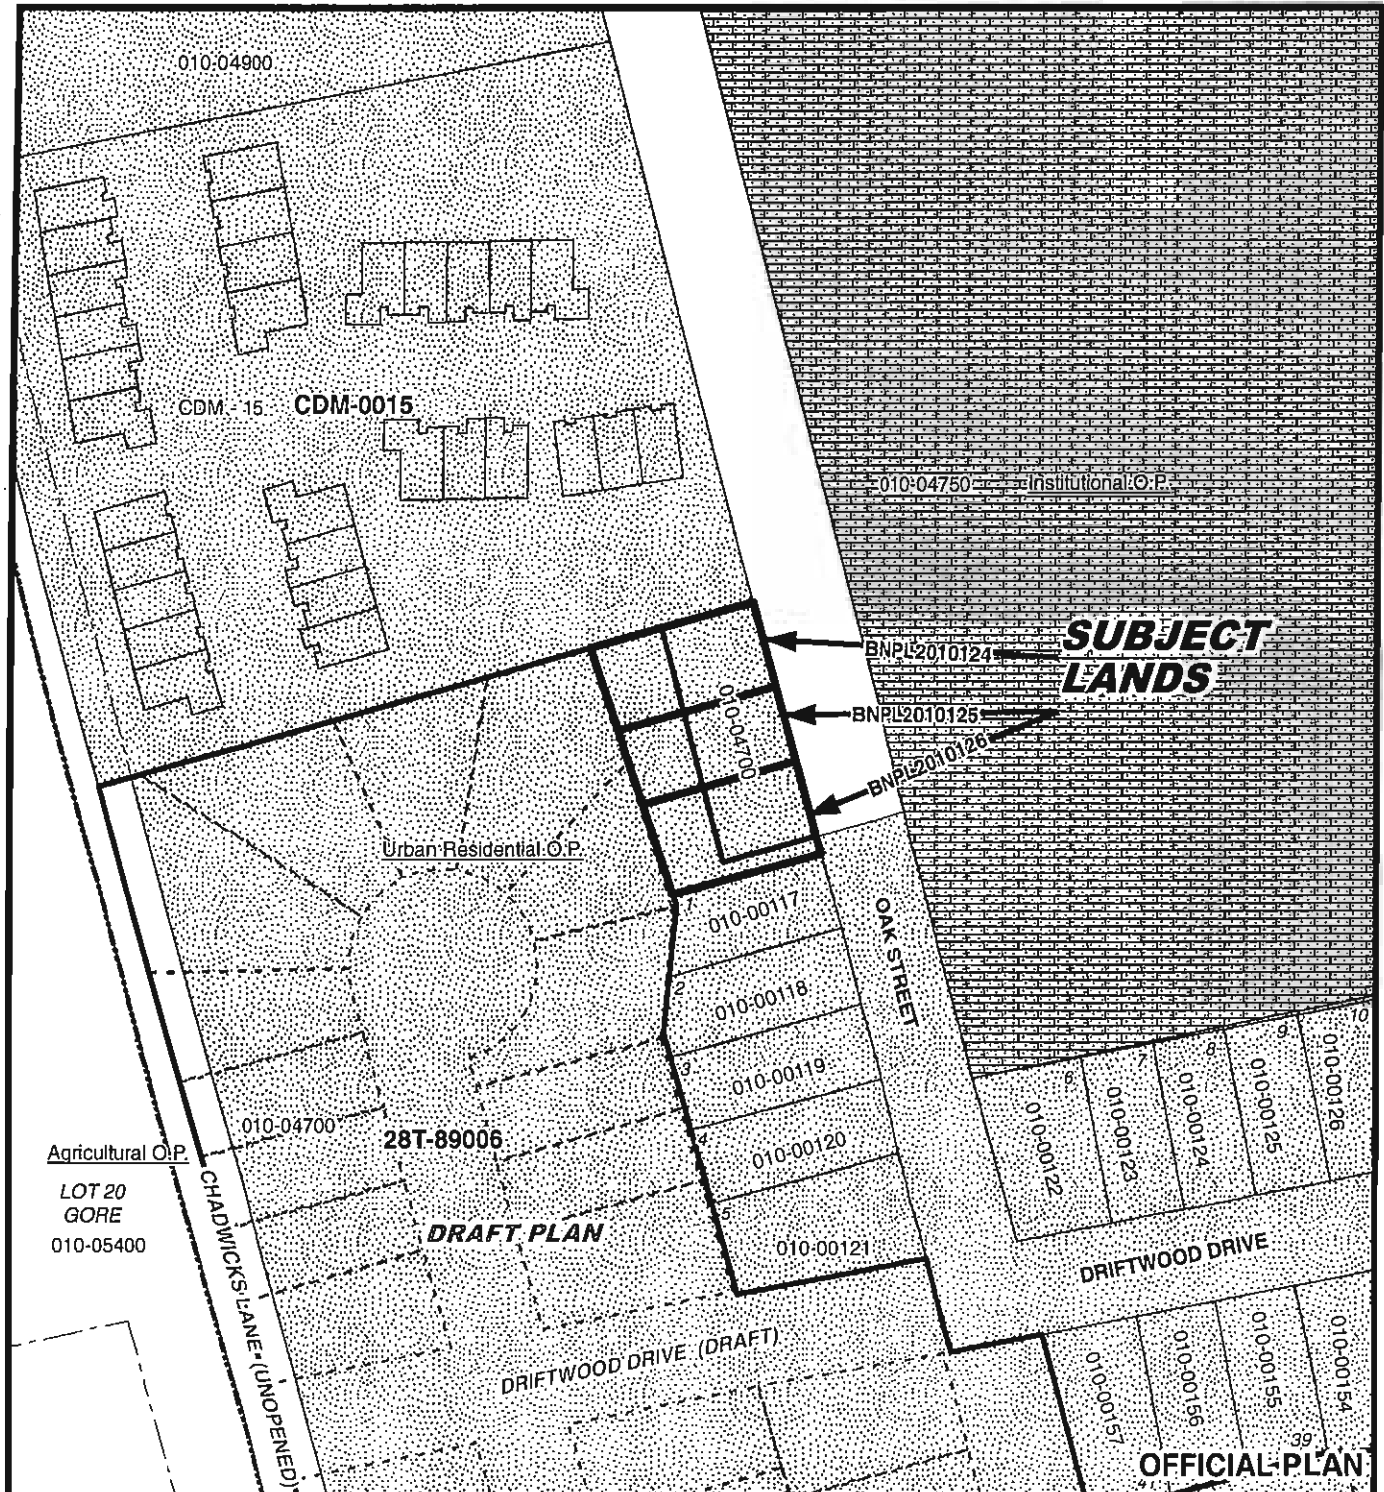 010-04900
CDM - 15
CDM-0015
010-04750
Institutional O.P.
SUBJECT
LANDS
BNPL2010124
BNPL2010125
BNPL2010126
010-04700
Urban Residential O.P.
OAK STREET
1
010-00117
2
010-00118
3
010-00119
4
010-00120
5
010-00121
6
010-00122
7
010-00123
8
010-00124
9
010-00125
10
010-00126
010-04700
28T-89006
Agricultural O.P.
LOT 20
GORE
010-05400
CHADWICKS LANE (UNOPENED)
DRAFT PLAN
DRIFTWOOD DRIVE
DRIFTWOOD DRIVE (DRAFT)
010-00157
010-00156
010-00155
010-00154
39
41
OFFICIAL PLAN